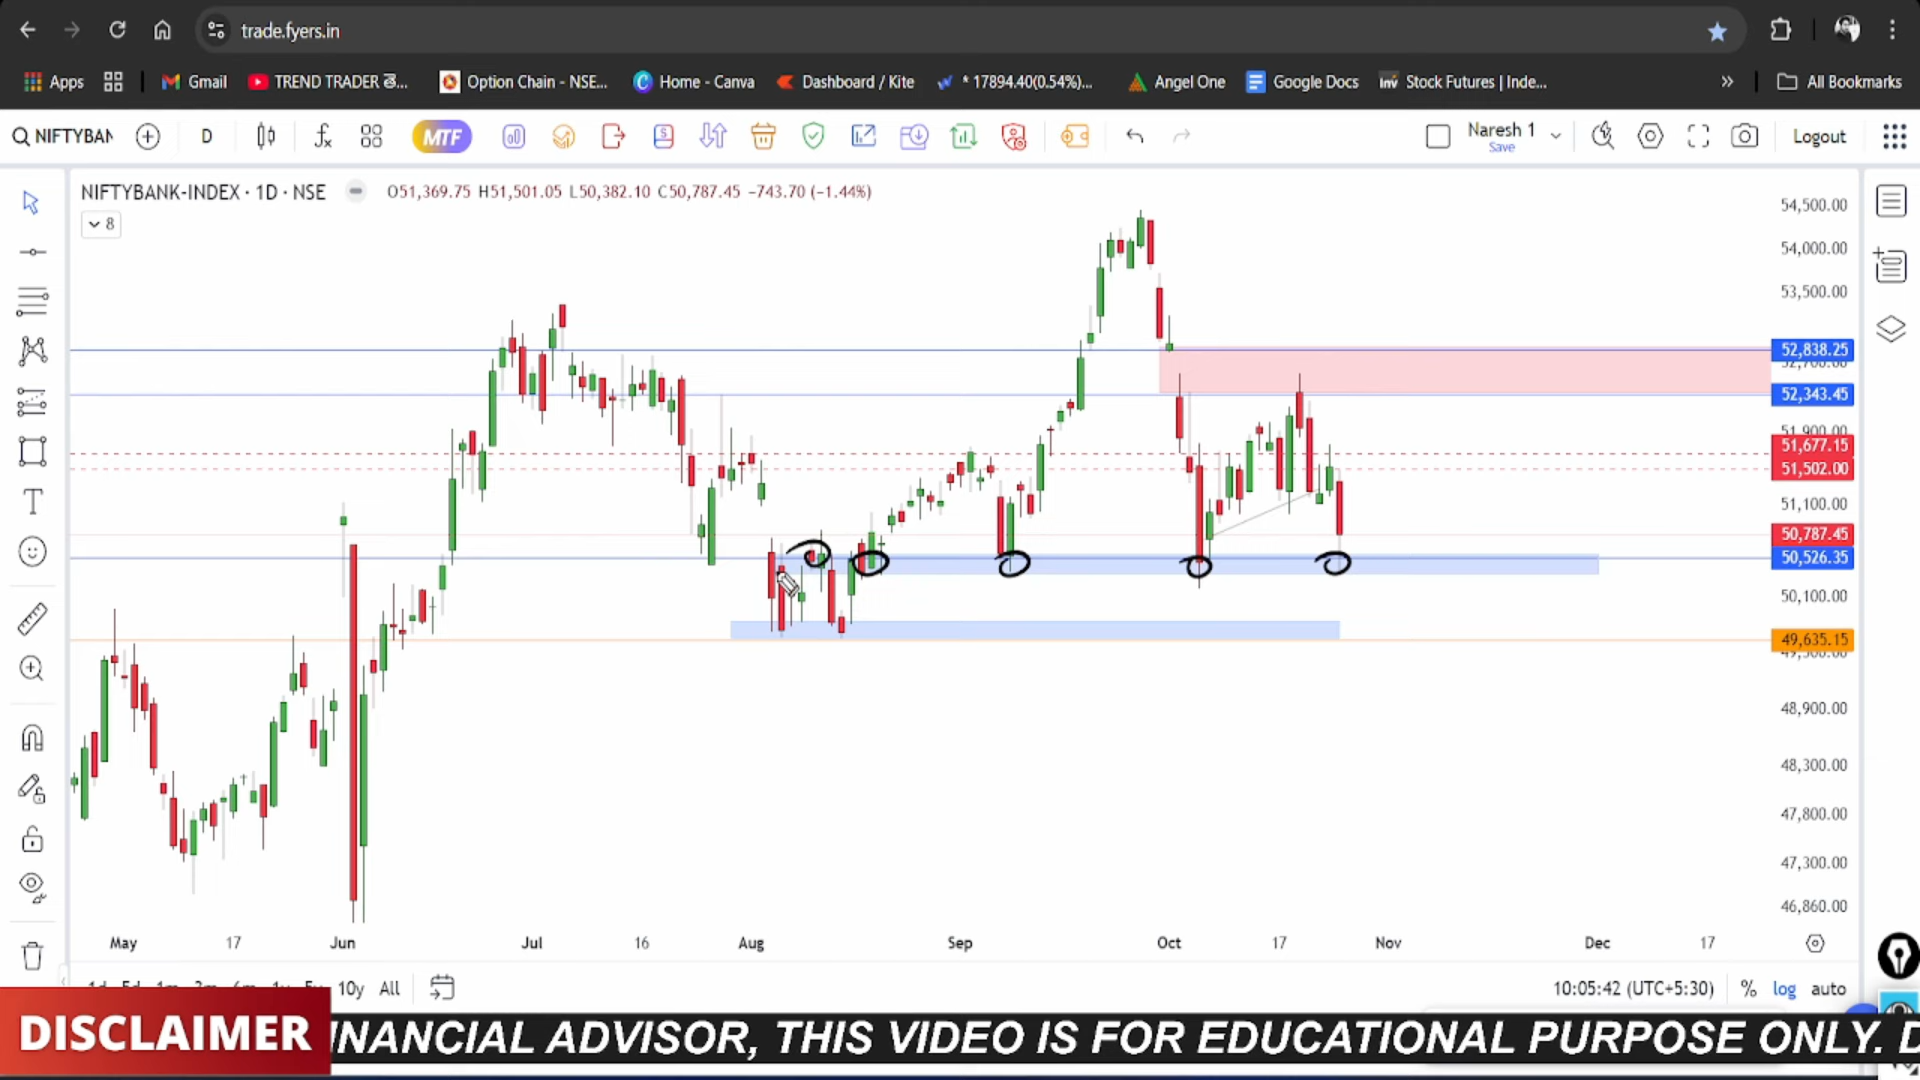 trade.fyers.in
Apps Gmail TREND TRADER తె... Option Chain - NSE... Home - Canva Dashboard / Kite * 17894.40(0.54%)... Angel One Google Docs Inv Stock Futures | Inde... » All Bookmarks
NIFTYBAN D MTF Naresh 1 Save Logout
NIFTYBANK-INDEX · 1D · NSE O51,369.75 H51,501.05 L50,382.10 C50,787.45 −743.70 (−1.44%)
8
54,500.00
54,000.00
53,500.00
52,838.25
52,343.45
51,900.00
51,677.15
51,502.00
51,100.00
50,787.45
50,526.35
50,100.00
49,635.15
48,900.00
48,300.00
47,800.00
47,300.00
46,860.00
May 17 Jun Jul 16 Aug Sep Oct 17 Nov Dec 17
10y All 10:05:42 (UTC+5:30) % log auto
DISCLAIMER INANCIAL ADVISOR, THIS VIDEO IS FOR EDUCATIONAL PURPOSE ONLY. D